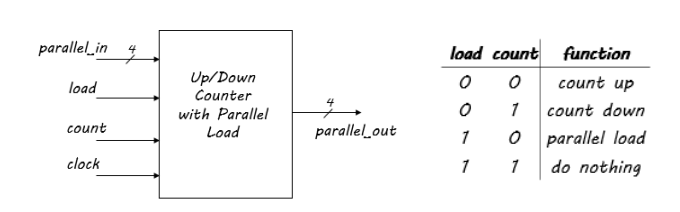 parallel_in 4
load
count
clock
Up/Down
Counter
with Parallel
Load
4
parallel_out
load count function
0 0 count up
0 1 count down
1 0 parallel load
1 1 do nothing